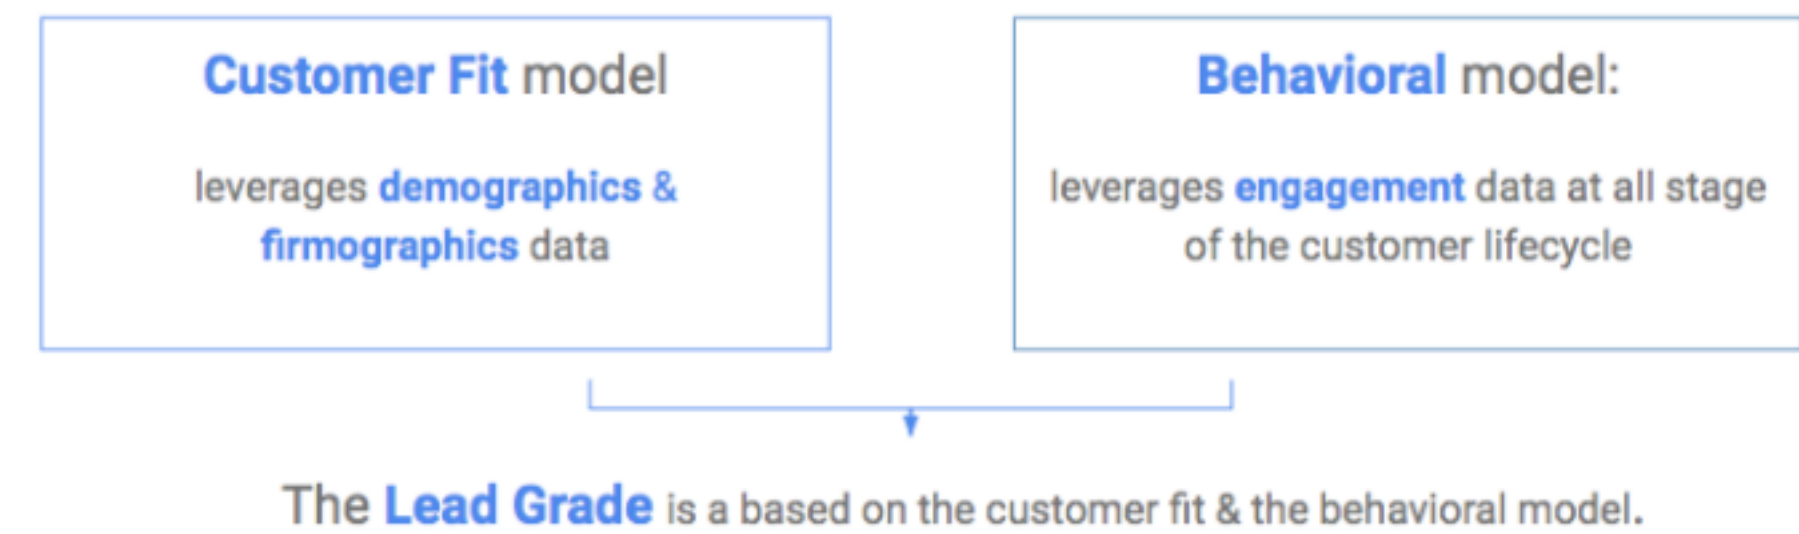 Customer Fit model
leverages demographics &
firmographics data
Behavioral model:
leverages engagement data at all stage
of the customer lifecycle
The Lead Grade is a based on the customer fit & the behavioral model.